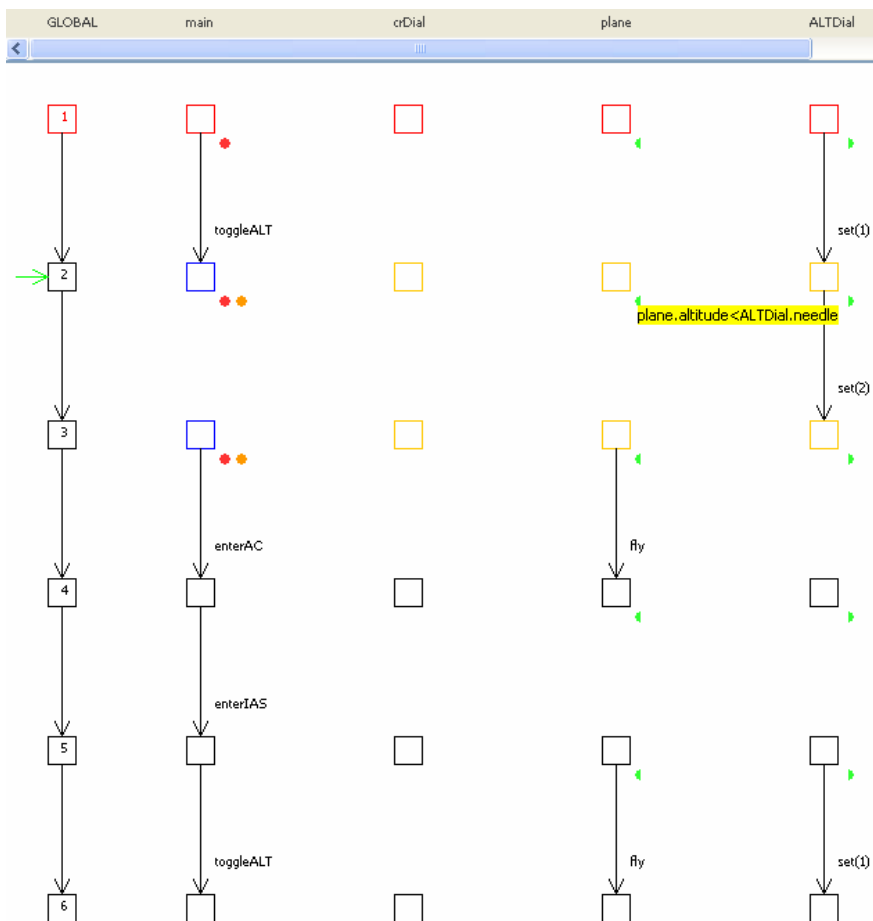 GLOBAL main crDial plane ALTDial
1
toggleALT set(1)
2
plane.altitude<ALTDial.needle
set(2)
3
enterAC fly
4
enterIAS
5
toggleALT fly set(1)
6